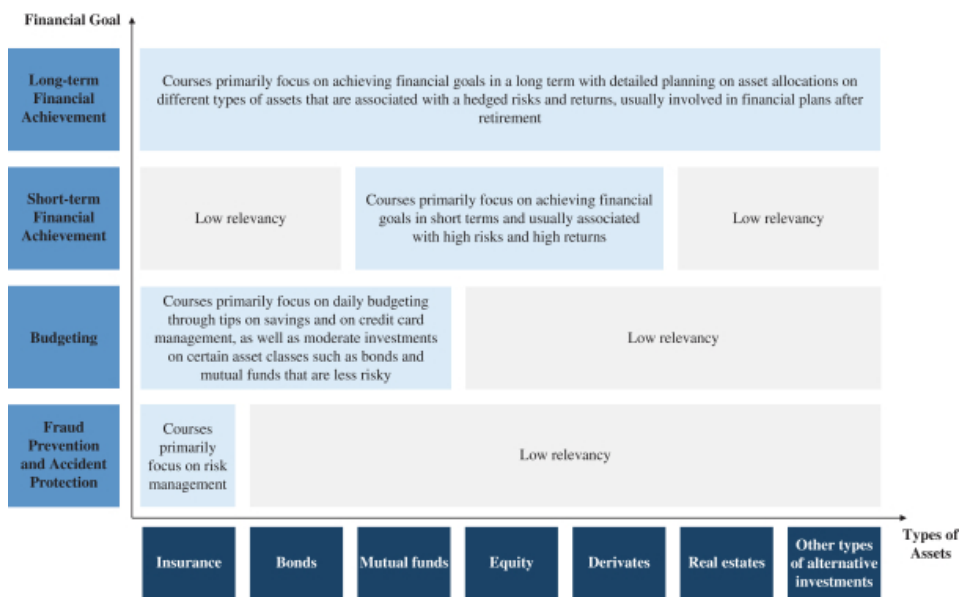 Financial Goal
Long-term
Financial
Achievement
Courses primarily focus on achieving financial goals in a long term with detailed planning on asset allocations on
different types of assets that are associated with a hedged risks and returns, usually involved in financial plans after
retirement
Short-term
Financial
Achievement
Low relevancy
Courses primarily focus on achieving financial
goals in short terms and usually associated
with high risks and high returns
Low relevancy
Budgeting
Courses primarily focus on daily budgeting
through tips on savings and on credit card
management, as well as moderate investments
on certain asset classes such as bonds and
mutual funds that are less risky
Low relevancy
Fraud
Prevention
and Accident
Protection
Courses
primarily
focus on risk
management
Low relevancy
Insurance
Bonds
Mutual funds
Equity
Derivates
Real estates
Other types
of alternative
investments
Types of
Assets